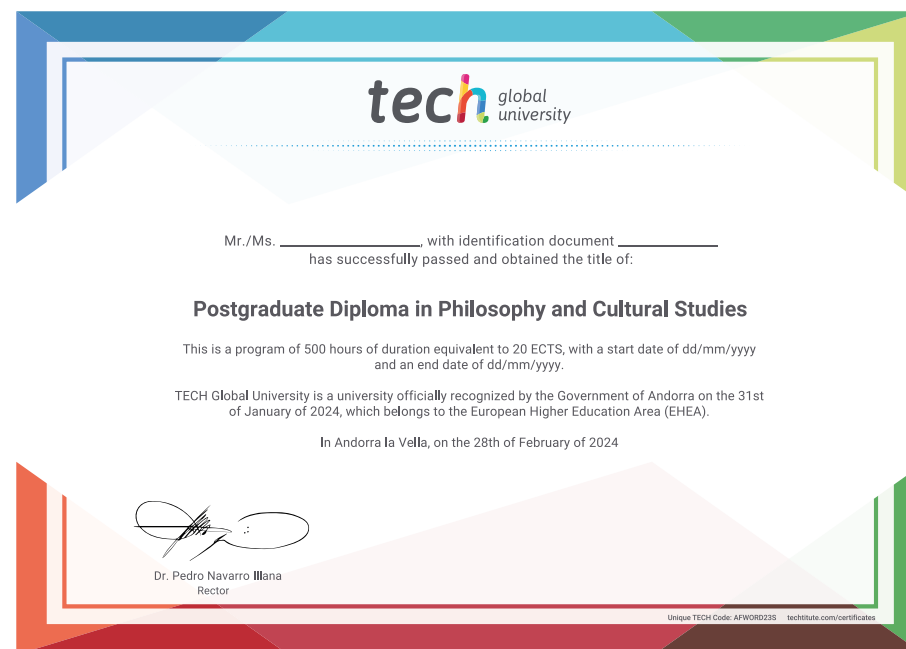 tech global
university
Mr./Ms. ____________, with identification document ____________
has successfully passed and obtained the title of:
Postgraduate Diploma in Philosophy and Cultural Studies
This is a program of 500 hours of duration equivalent to 20 ECTS, with a start date of dd/mm/yyyy
and an end date of dd/mm/yyyy.
TECH Global University is a university officially recognized by the Government of Andorra on the 31st
of January of 2024, which belongs to the European Higher Education Area (EHEA).
In Andorra la Vella, on the 28th of February of 2024
Dr. Pedro Navarro Illana
Rector
Unique TECH Code: AFWORD23S techtitute.com/certificates